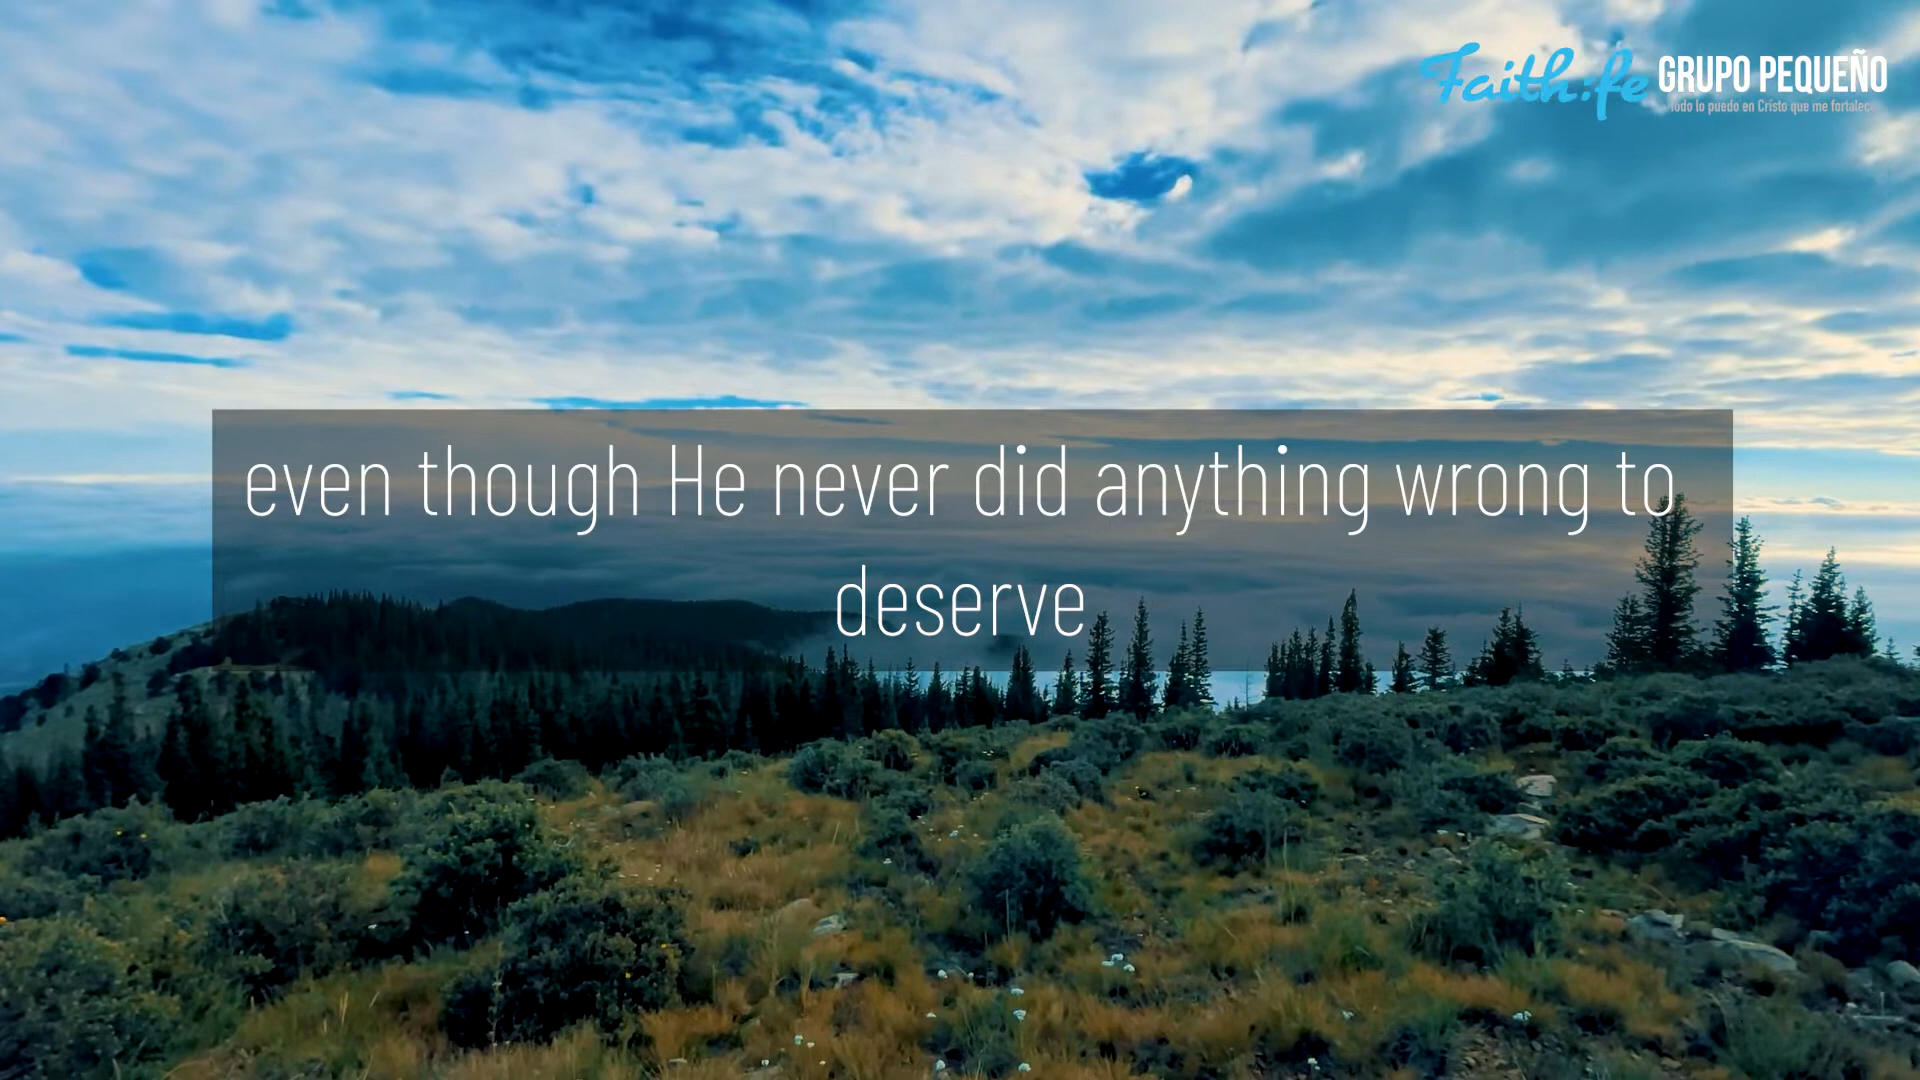 Faith:fe GRUPO PEQUEÑO
Todo lo puedo en Cristo que me fortalece
even though He never did anything wrong to
deserve